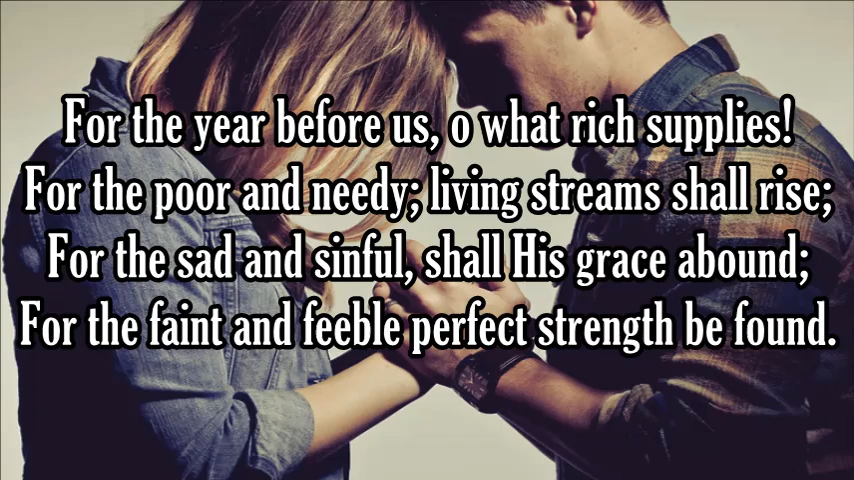 For the year before us, o what rich supplies!
For the poor and needy; living streams shall rise;
For the sad and sinful, shall His grace abound;
For the faint and feeble perfect strength be found.